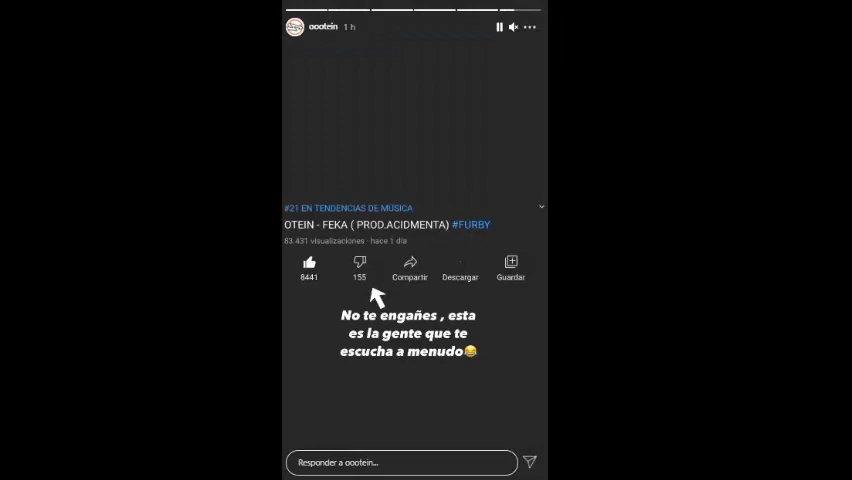 oootein 1 h
#21 EN TENDENCIAS DE MÚSICA
OTEIN - FEKA ( PROD.ACIDMENTA) #FURBY
83.431 visualizaciones · hace 1 día
8441 155 Compartir Descargar Guardar
No te engañes , esta
es la gente que te
escucha a menudo😂
Responder a oootein...